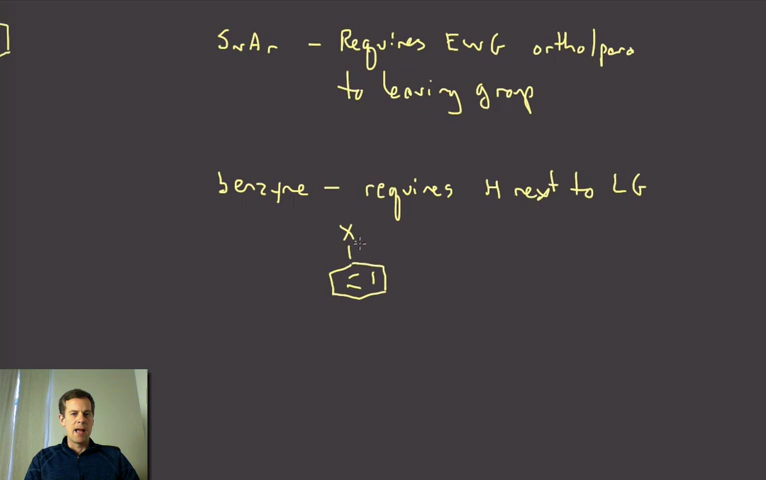 SNAr - Requires EWG ortho/para
to leaving group
benzyne - requires H next to LG
X